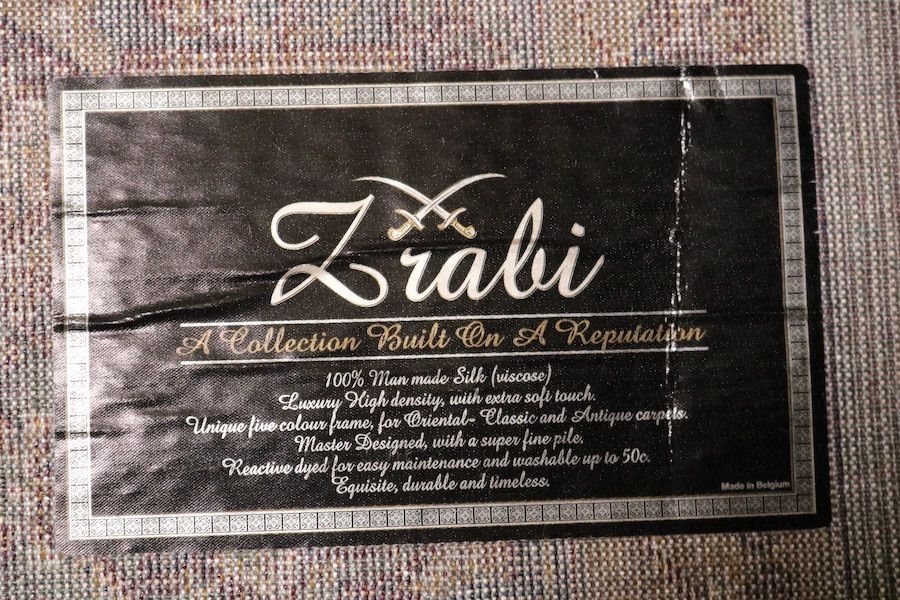 Zrabi
A Collection Built On A Reputation
100% Man made Silk (viscose)
Luxury High density, with extra soft touch.
Unique five colour frame, for Oriental- Classic and Antique carpets.
Master Designed, with a super fine pile.
Reactive dyed for easy maintenance and washable up to 50c.
Equisite, durable and timeless.
Made in Belgium